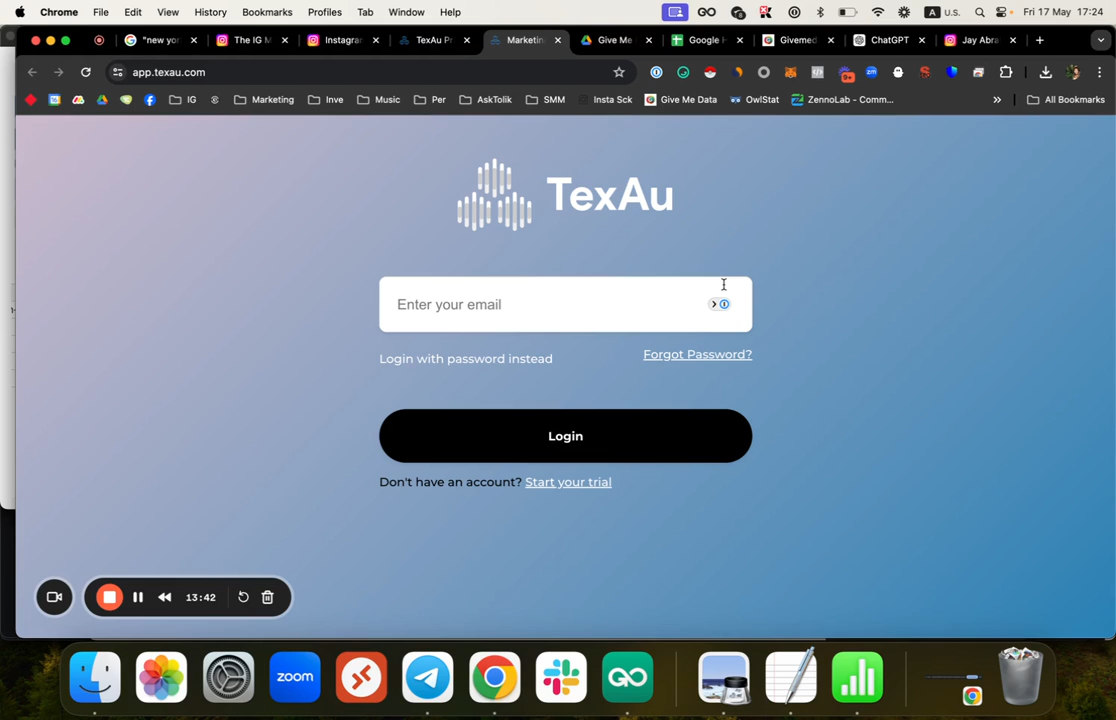 Chrome File Edit View History Bookmarks Profiles Tab Window Help A U.S. Fri 17 May 17:24
"new yo The IG M Instagrar TexAu Pr Marketin Give Me Google H Givemed ChatGPT Jay Abra
app.texau.com
IG Marketing Inve Music Per AskTolik SMM Insta Sck Give Me Data OwlStat ZennoLab - Comm... » All Bookmarks
TexAu
Enter your email
Login with password instead Forgot Password?
Login
Don't have an account? Start your trial
13:42
zoom